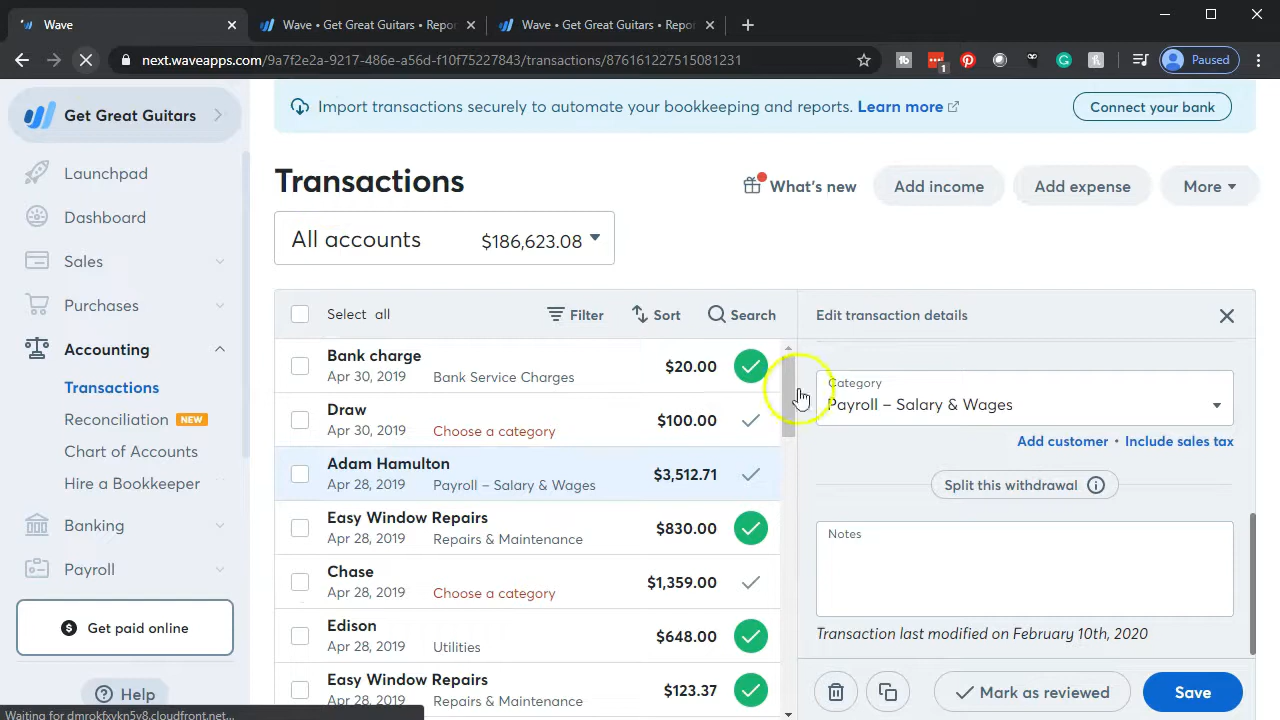 Wave
Wave • Get Great Guitars • Repo
Wave • Get Great Guitars • Repo
next.waveapps.com/9a7f2e2a-9217-486e-a56d-f10f75227843/transactions/876161227515081231
1
Paused
Get Great Guitars
Import transactions securely to automate your bookkeeping and reports. Learn more
Connect your bank
Launchpad
Dashboard
Sales
Purchases
Accounting
Transactions
Reconciliation NEW
Chart of Accounts
Hire a Bookkeeper
Banking
Payroll
Get paid online
Help
Waiting for dmrokfxykn5v8.cloudfront.net...
Transactions
What's new
Add income
Add expense
More
All accounts $186,623.08
Select all
Filter
Sort
Search
Bank charge
Apr 30, 2019 Bank Service Charges
$20.00
Draw
Apr 30, 2019 Choose a category
$100.00
Adam Hamulton
Apr 28, 2019 Payroll – Salary & Wages
$3,512.71
Easy Window Repairs
Apr 28, 2019 Repairs & Maintenance
$830.00
Chase
Apr 28, 2019 Choose a category
$1,359.00
Edison
Apr 28, 2019 Utilities
$648.00
Easy Window Repairs
Apr 28, 2019 Repairs & Maintenance
$123.37
Edit transaction details
Category
Payroll – Salary & Wages
Add customer • Include sales tax
Split this withdrawal
Notes
Transaction last modified on February 10th, 2020
Mark as reviewed
Save